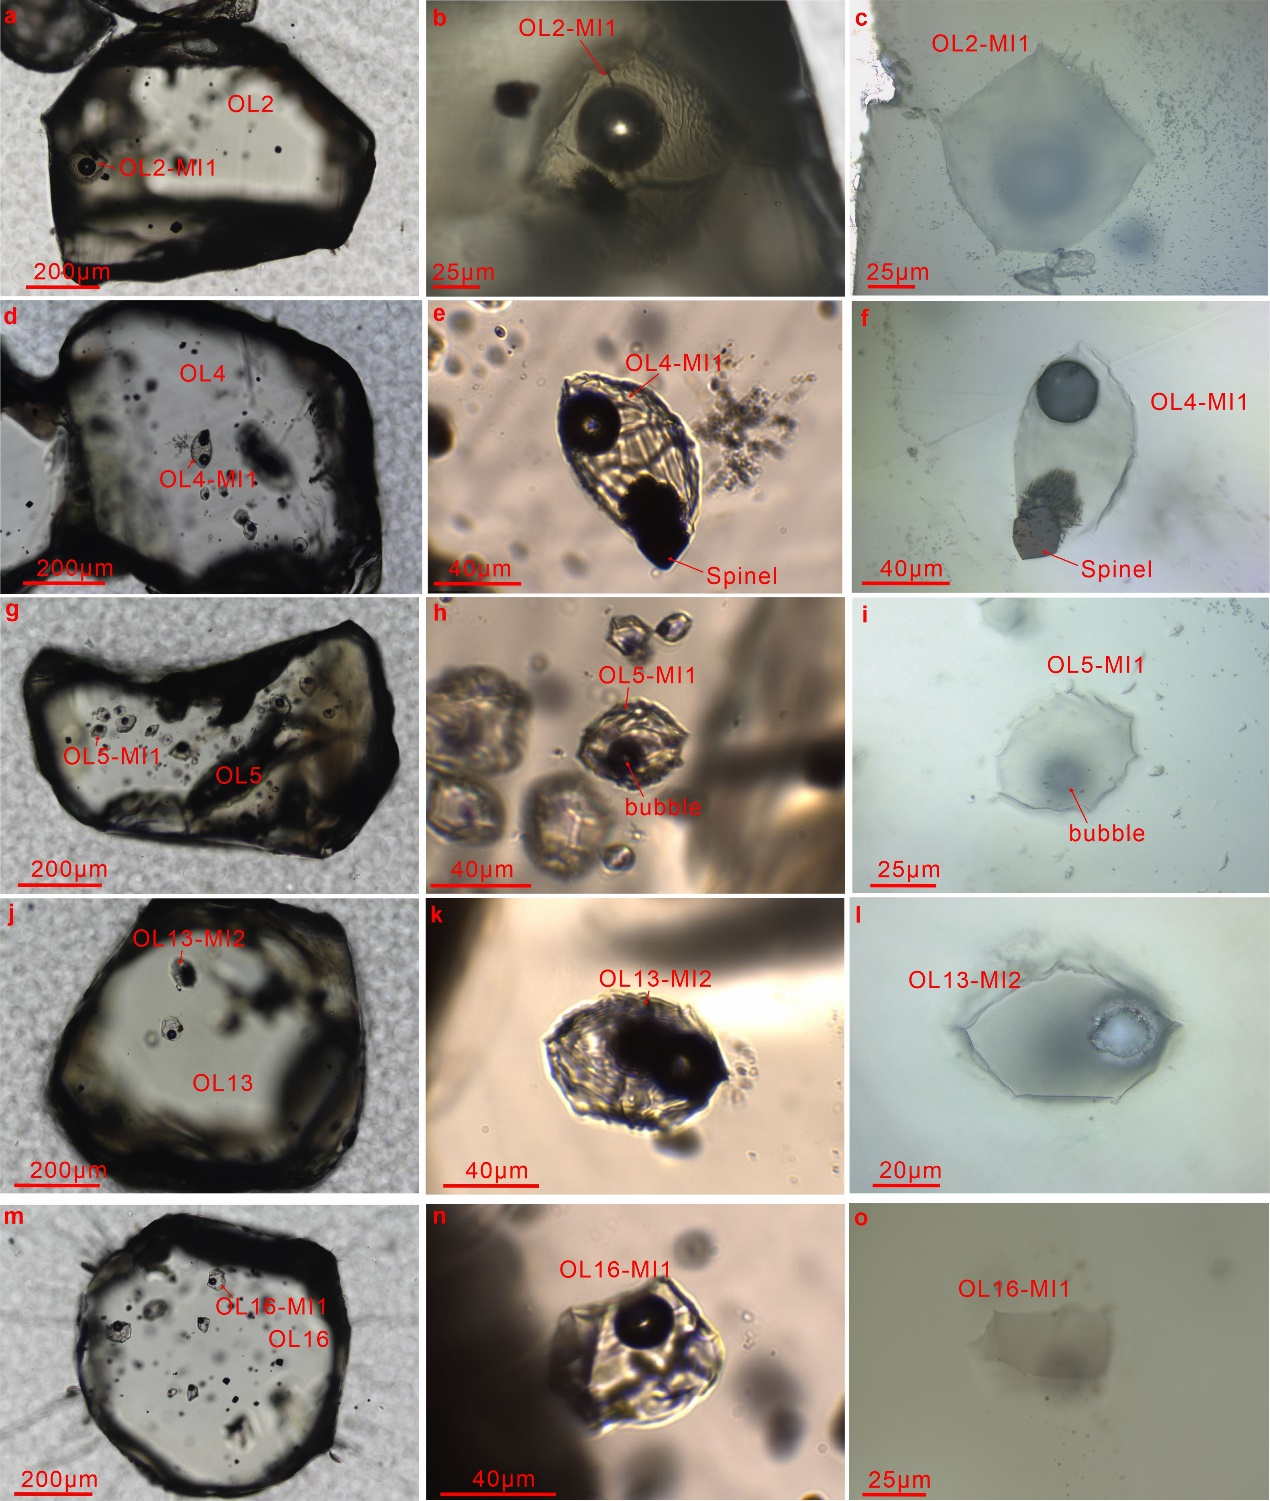 a
OL2
OL2-MI1
200µm
b
OL2-MI1
25µm
c
OL2-MI1
25µm
d
OL4
OL4-MI1
200µm
e
OL4-MI1
Spinel
40µm
f
OL4-MI1
Spinel
40µm
g
OL5-MI1
OL5
200µm
h
OL5-MI1
bubble
40µm
i
OL5-MI1
bubble
25µm
j
OL13-MI2
OL13
200µm
k
OL13-MI2
40µm
l
OL13-MI2
20µm
m
OL16-MI1
OL16
200µm
n
OL16-MI1
40µm
o
OL16-MI1
25µm